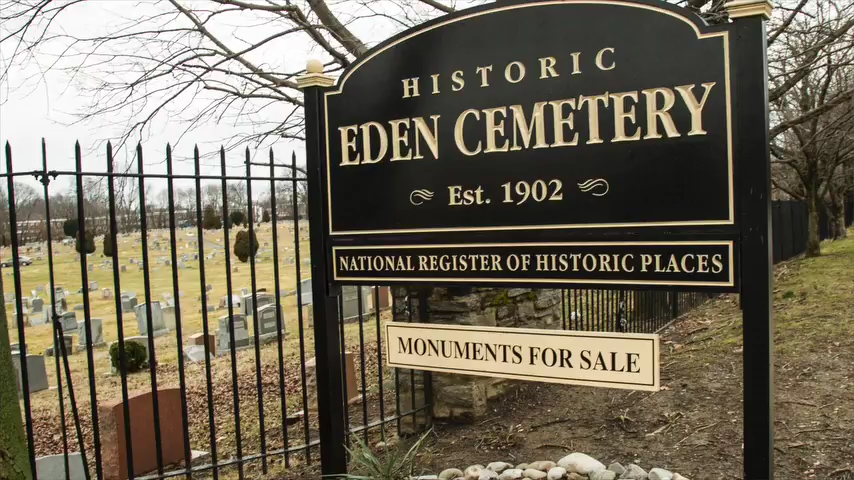 HISTORIC
EDEN CEMETERY
Est. 1902
NATIONAL REGISTER OF HISTORIC PLACES
MONUMENTS FOR SALE